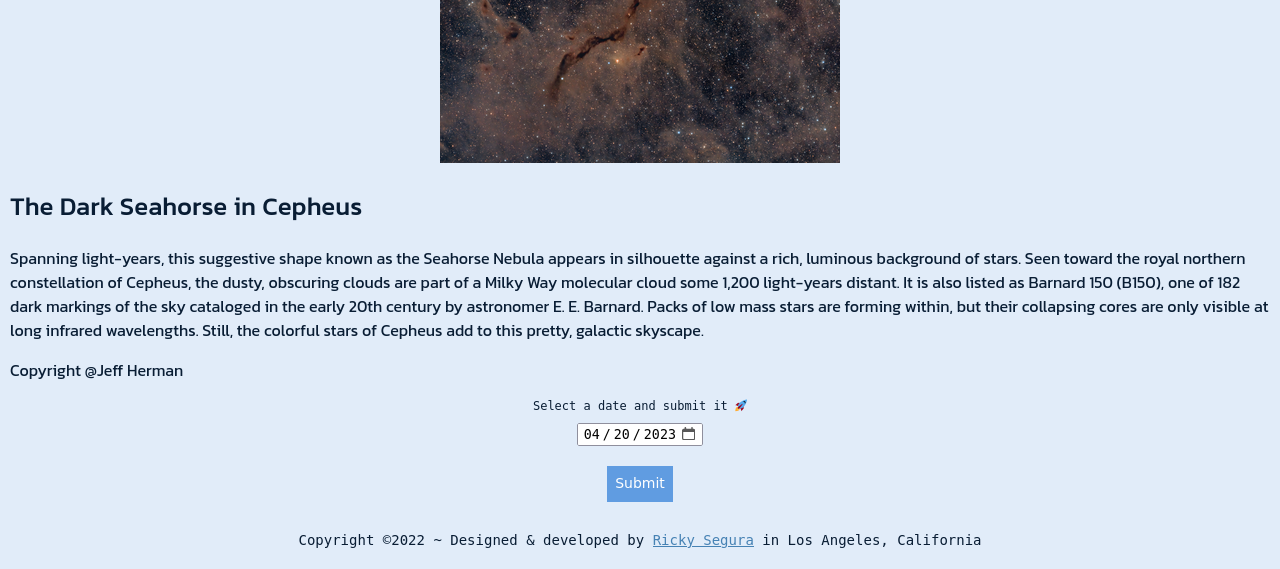 The Dark Seahorse in Cepheus
Spanning light-years, this suggestive shape known as the Seahorse Nebula appears in silhouette against a rich, luminous background of stars. Seen toward the royal northern
constellation of Cepheus, the dusty, obscuring clouds are part of a Milky Way molecular cloud some 1,200 light-years distant. It is also listed as Barnard 150 (B150), one of 182
dark markings of the sky cataloged in the early 20th century by astronomer E. E. Barnard. Packs of low mass stars are forming within, but their collapsing cores are only visible at
long infrared wavelengths. Still, the colorful stars of Cepheus add to this pretty, galactic skyscape.
Copyright @Jeff Herman
Select a date and submit it 🚀
04/20/2023
Submit
Copyright ©2022 ~ Designed & developed by Ricky Segura in Los Angeles, California